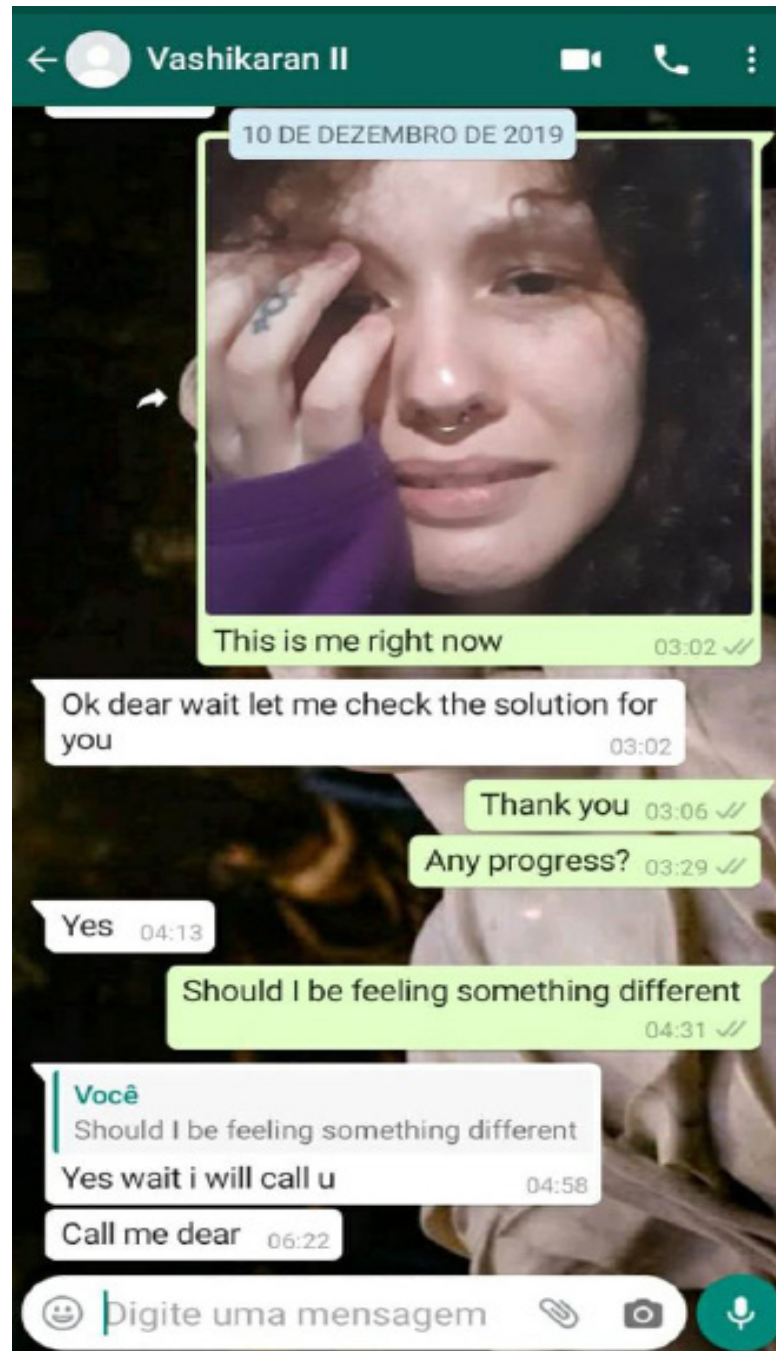 Vashikaran II
10 DE DEZEMBRO DE 2019
This is me right now
03:02
Ok dear wait let me check the solution for
you
03:02
Thank you 03:06
Any progress? 03:29
Yes 04:13
Should I be feeling something different
04:31
Você
Should I be feeling something different
Yes wait i will call u 04:58
Call me dear 06:22
Digite uma mensagem